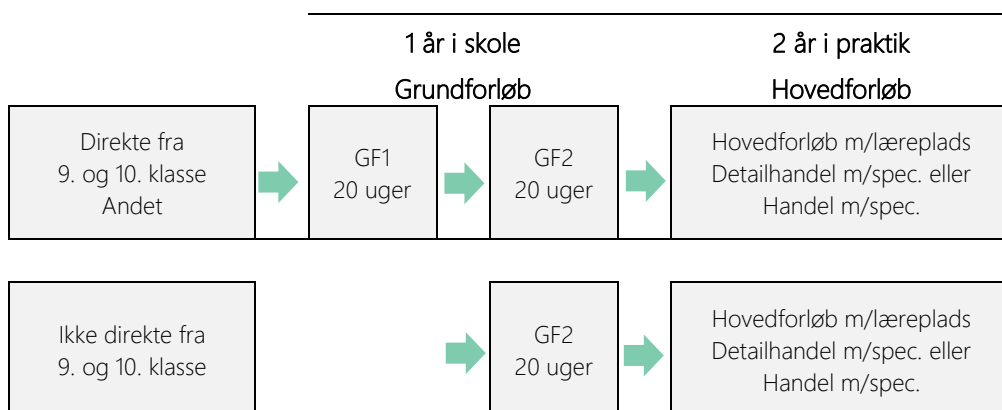 1 år i skole
2 år i praktik
Grundforløb
Hovedforløb
Direkte fra
9. og 10. klasse
Andet
GF1
20 uger
GF2
20 uger
Hovedforløb m/læreplads
Detailhandel m/spec. eller
Handel m/spec.
Ikke direkte fra
9. og 10. klasse
GF2
20 uger
Hovedforløb m/læreplads
Detailhandel m/spec. eller
Handel m/spec.